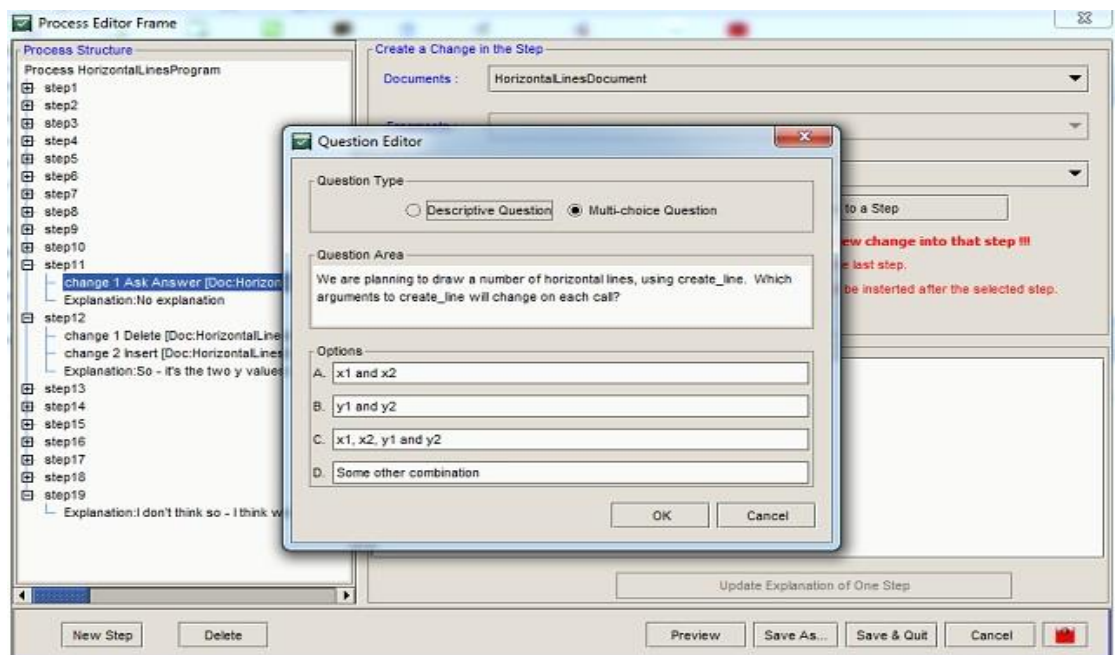 Process Editor Frame
Process Structure
Process HorizontalLinesProgram
step1
step2
step3
step4
step5
step6
step7
step8
step9
step10
step11
change 1 Ask Answer [Doc:Horizon
Explanation:No explanation
step12
change 1 Delete [Doc:HorizontalLine
change 2 Insert [Doc:HorizontalLines
Explanation:So - it's the two y values
step13
step14
step15
step16
step17
step18
step19
Explanation:I don't think so - I think w
New Step
Delete
Create a Change in the Step
Documents :
HorizontalLinesDocument
to a Step
ew change into that step !!!
e last step.
be insterted after the selected step.
Question Editor
Question Type
Descriptive Question
Multi-choice Question
Question Area
We are planning to draw a number of horizontal lines, using create_line. Which
arguments to create_line will change on each call?
Options
A. x1 and x2
B. y1 and y2
C. x1, x2, y1 and y2
D. Some other combination
OK
Cancel
Update Explanation of One Step
Preview
Save As...
Save & Quit
Cancel